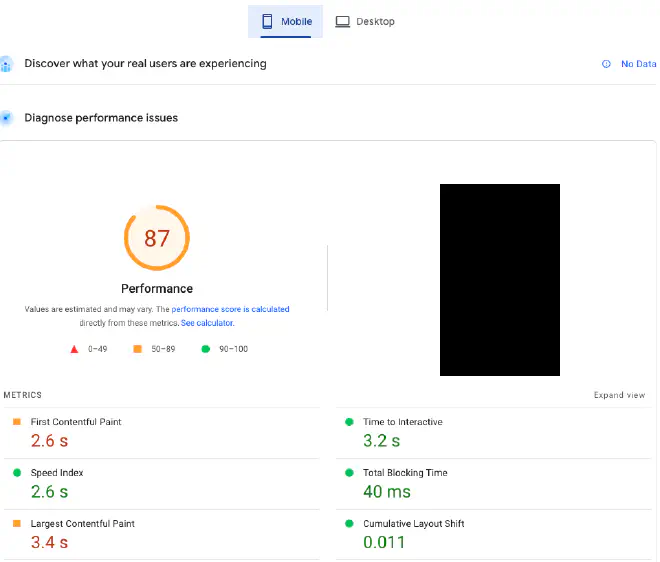 Mobile
Desktop
Discover what your real users are experiencing
No Data
Diagnose performance issues
87
Performance
Values are estimated and may vary. The performance score is calculated
directly from these metrics. See calculator.
0–49
50–89
90–100
METRICS
Expand view
First Contentful Paint
2.6 s
Time to Interactive
3.2 s
Speed Index
2.6 s
Total Blocking Time
40 ms
Largest Contentful Paint
3.4 s
Cumulative Layout Shift
0.011